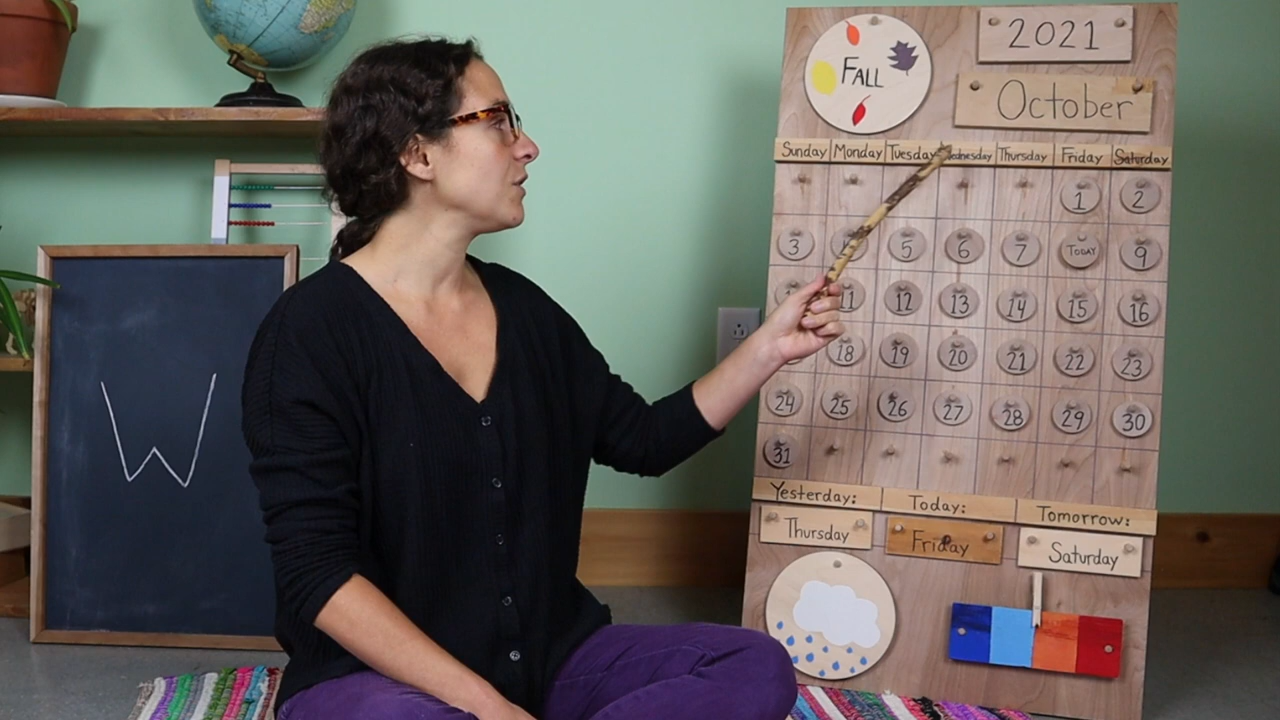 2021
FALL
October
Sunday Monday Tuesday Wednesday Thursday Friday Saturday
1 2
3 5 6 7 TODAY 9
11 12 13 14 15 16
18 19 20 21 22 23
24 25 26 27 28 29 30
31
Yesterday: Today: Tomorrow:
Thursday Friday Saturday
W